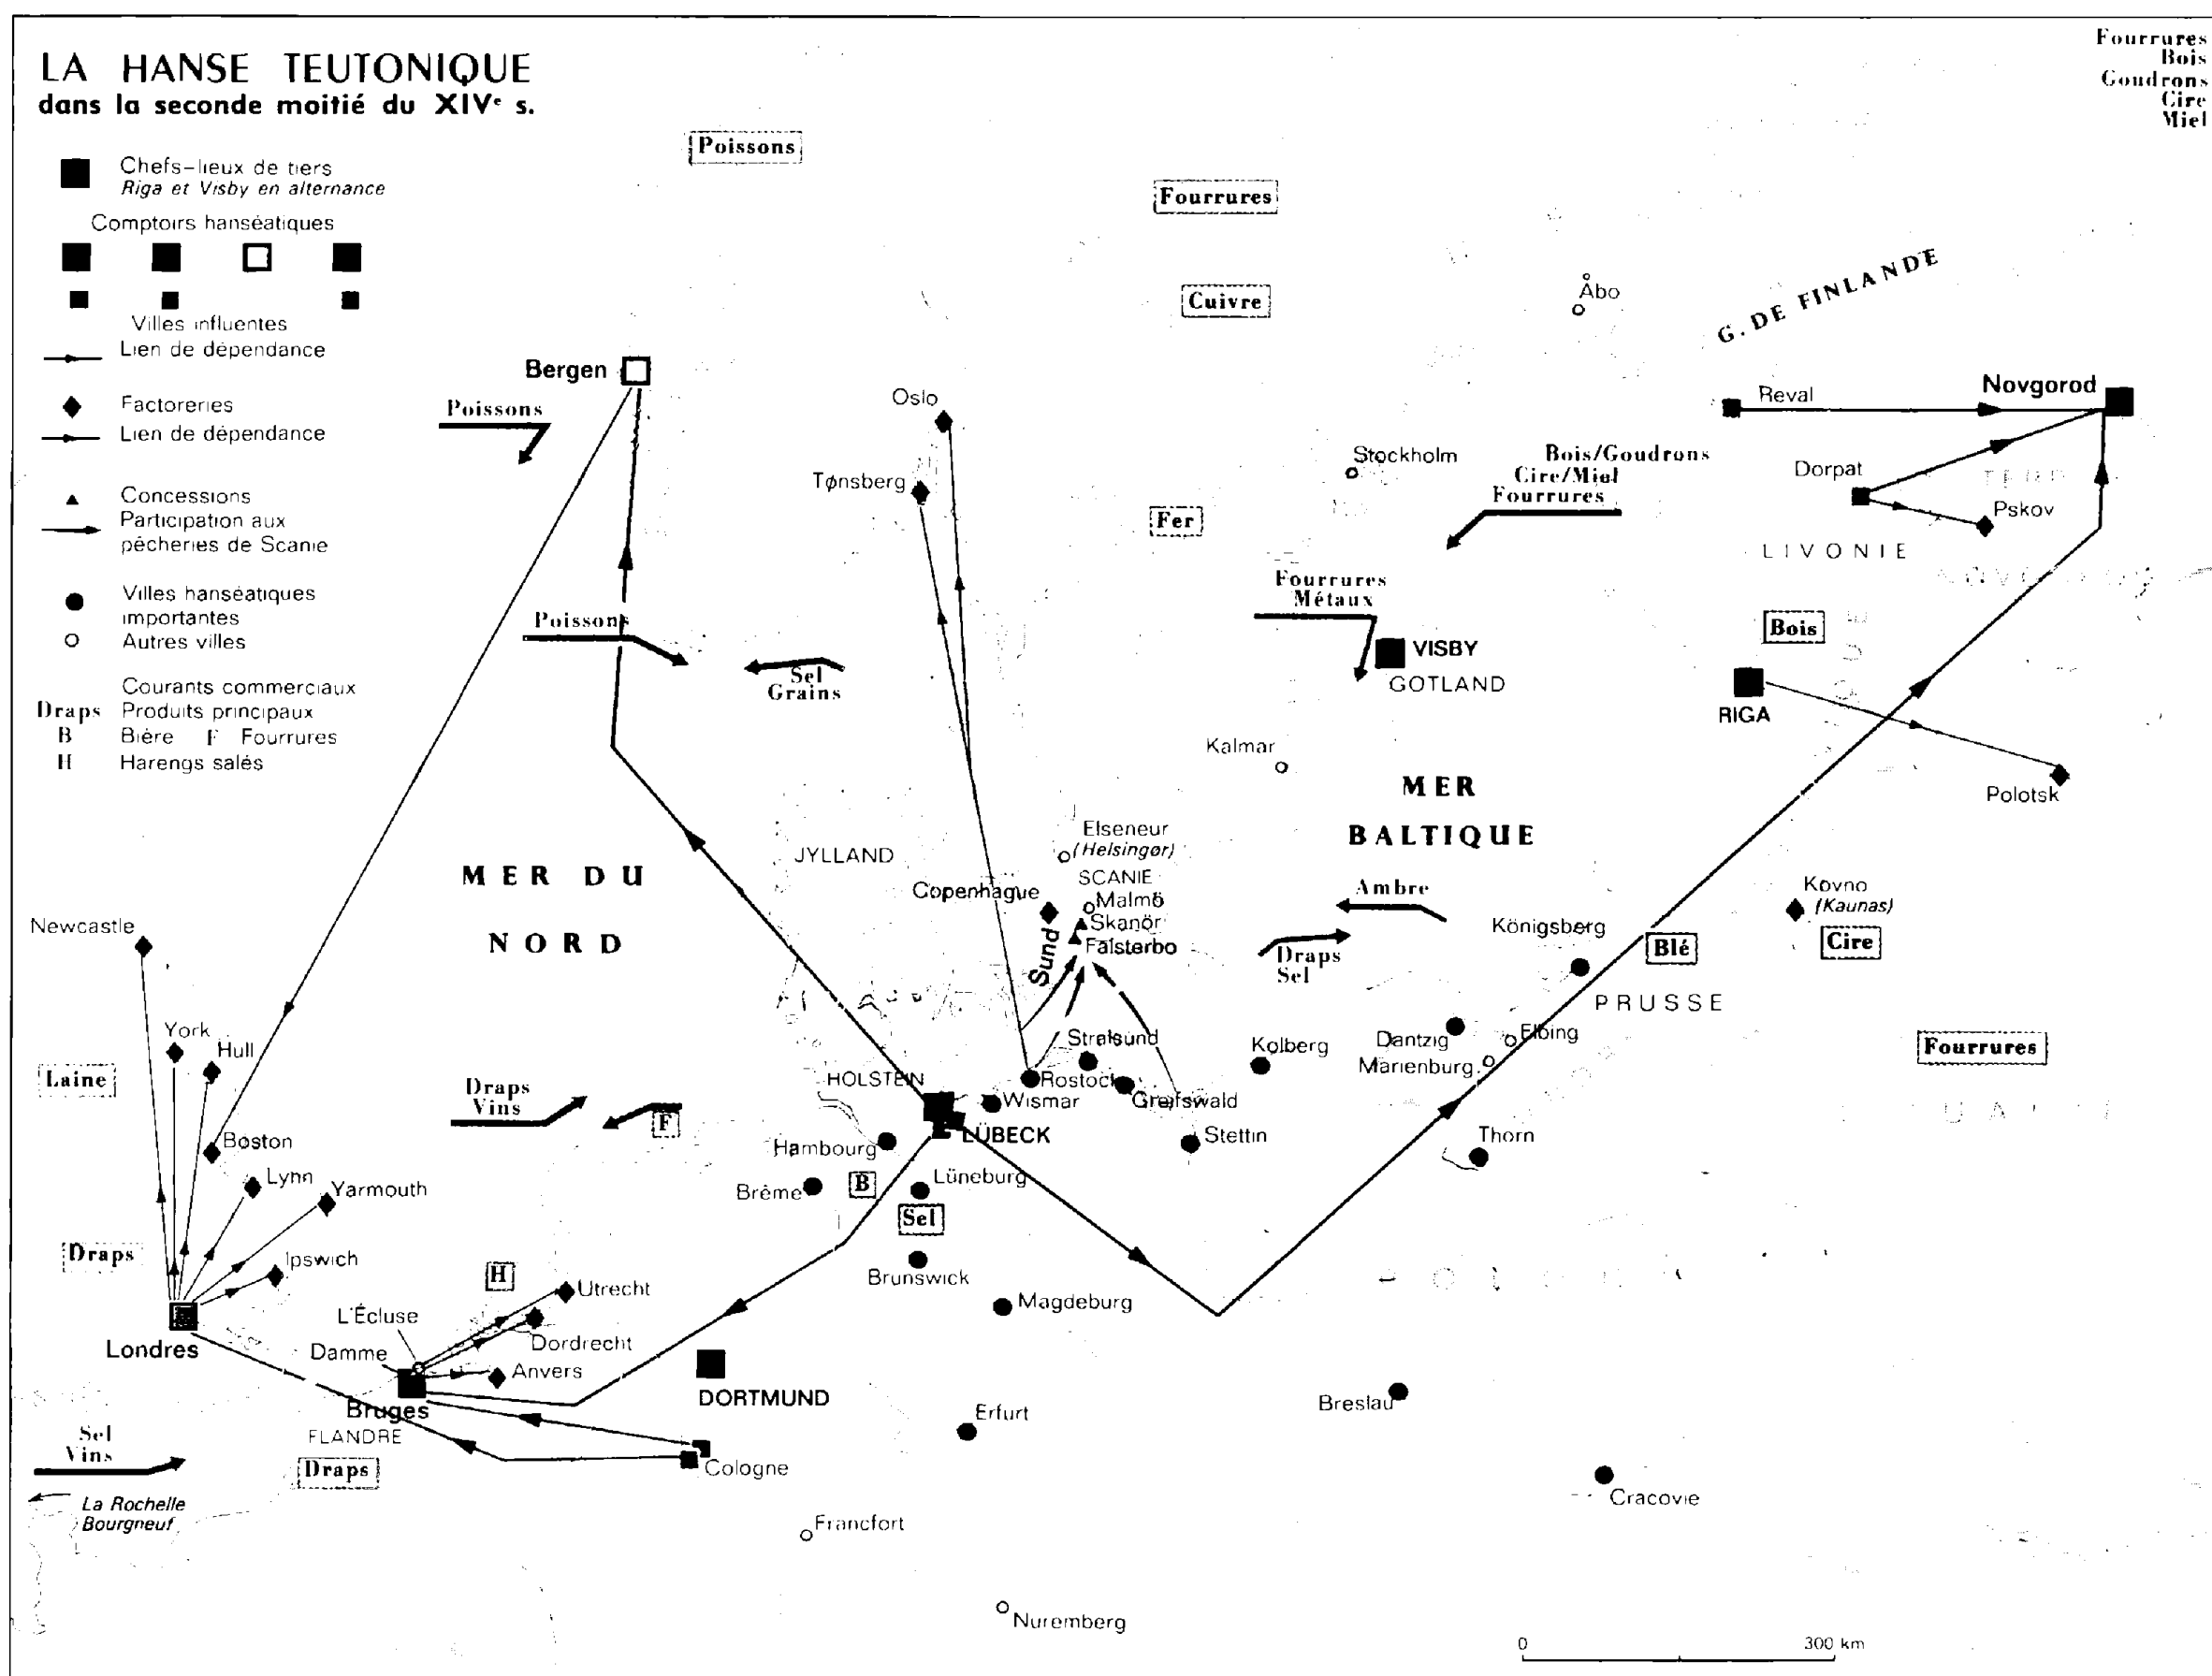 LA HANSE TEUTONIQUE
dans la seconde moitié du XIVe s.
Chefs-lieux de tiers
Riga et Visby en alternance
Comptoirs hanséatiques
Villes influentes
Lien de dépendance
Factoreries
Lien de dépendance
Concessions
Participation aux
pêcheries de Scanie
Villes hanséatiques
importantes
Autres villes
Courants commerciaux
Draps Produits principaux
B Bière F Fourrures
H Harengs salés
Fourrures
Bois
Goudrons
Cire
Miel
Poissons
Fourrures
Cuivre
Åbo
G. DE FINLANDE
Bergen
Poissons
Oslo
Reval
Novgorod
Stockholm
Bois/Goudrons
Cire/Miel
Fourrures
Tønsberg
Dorpat
Pskov
Fer
LIVONIE
Fourrures
Métaux
Poissons
Bois
VISBY
GOTLAND
Sel
Grains
RIGA
Kalmar
Polotsk
MER
BALTIQUE
Elseneur
(Helsingør)
JYLLAND
SCANIE
MER DU
NORD
Copenhague
Malmö
Skanör
Falsterbo
Sund
Ambre
Draps
Sel
Königsberg
Blé
Kovno
(Kaunas)
Cire
PRUSSE
Newcastle
York
Hull
Laine
Boston
Lynn
Yarmouth
Draps
Ipswich
Londres
Draps
Vins
F
HOLSTEIN
Stralsund
Rostock
Wismar
Greifswald
LÜBECK
Stettin
Kolberg
Dantzig
Elbing
Marienburg
Thorn
Fourrures
Hambourg
Brême
B
Lüneburg
Sel
Brunswick
Magdeburg
H
Utrecht
L'Écluse
Dordrecht
Damme
Anvers
Bruges
FLANDRE
Draps
DORTMUND
Cologne
Erfurt
Breslau
Cracovie
Sel
Vins
La Rochelle
Bourgneuf
Francfort
Nuremberg
0 300 km